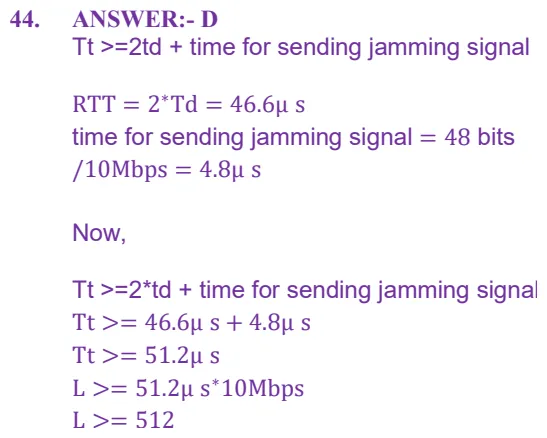 44. ANSWER:- D
Tt >=2td + time for sending jamming signal
RTT = 2*Td = 46.6μ s
time for sending jamming signal = 48 bits
/10Mbps = 4.8μ s
Now,
Tt >=2*td + time for sending jamming signal
Tt >= 46.6μ s + 4.8μ s
Tt >= 51.2μ s
L >= 51.2μ s*10Mbps
L >= 512